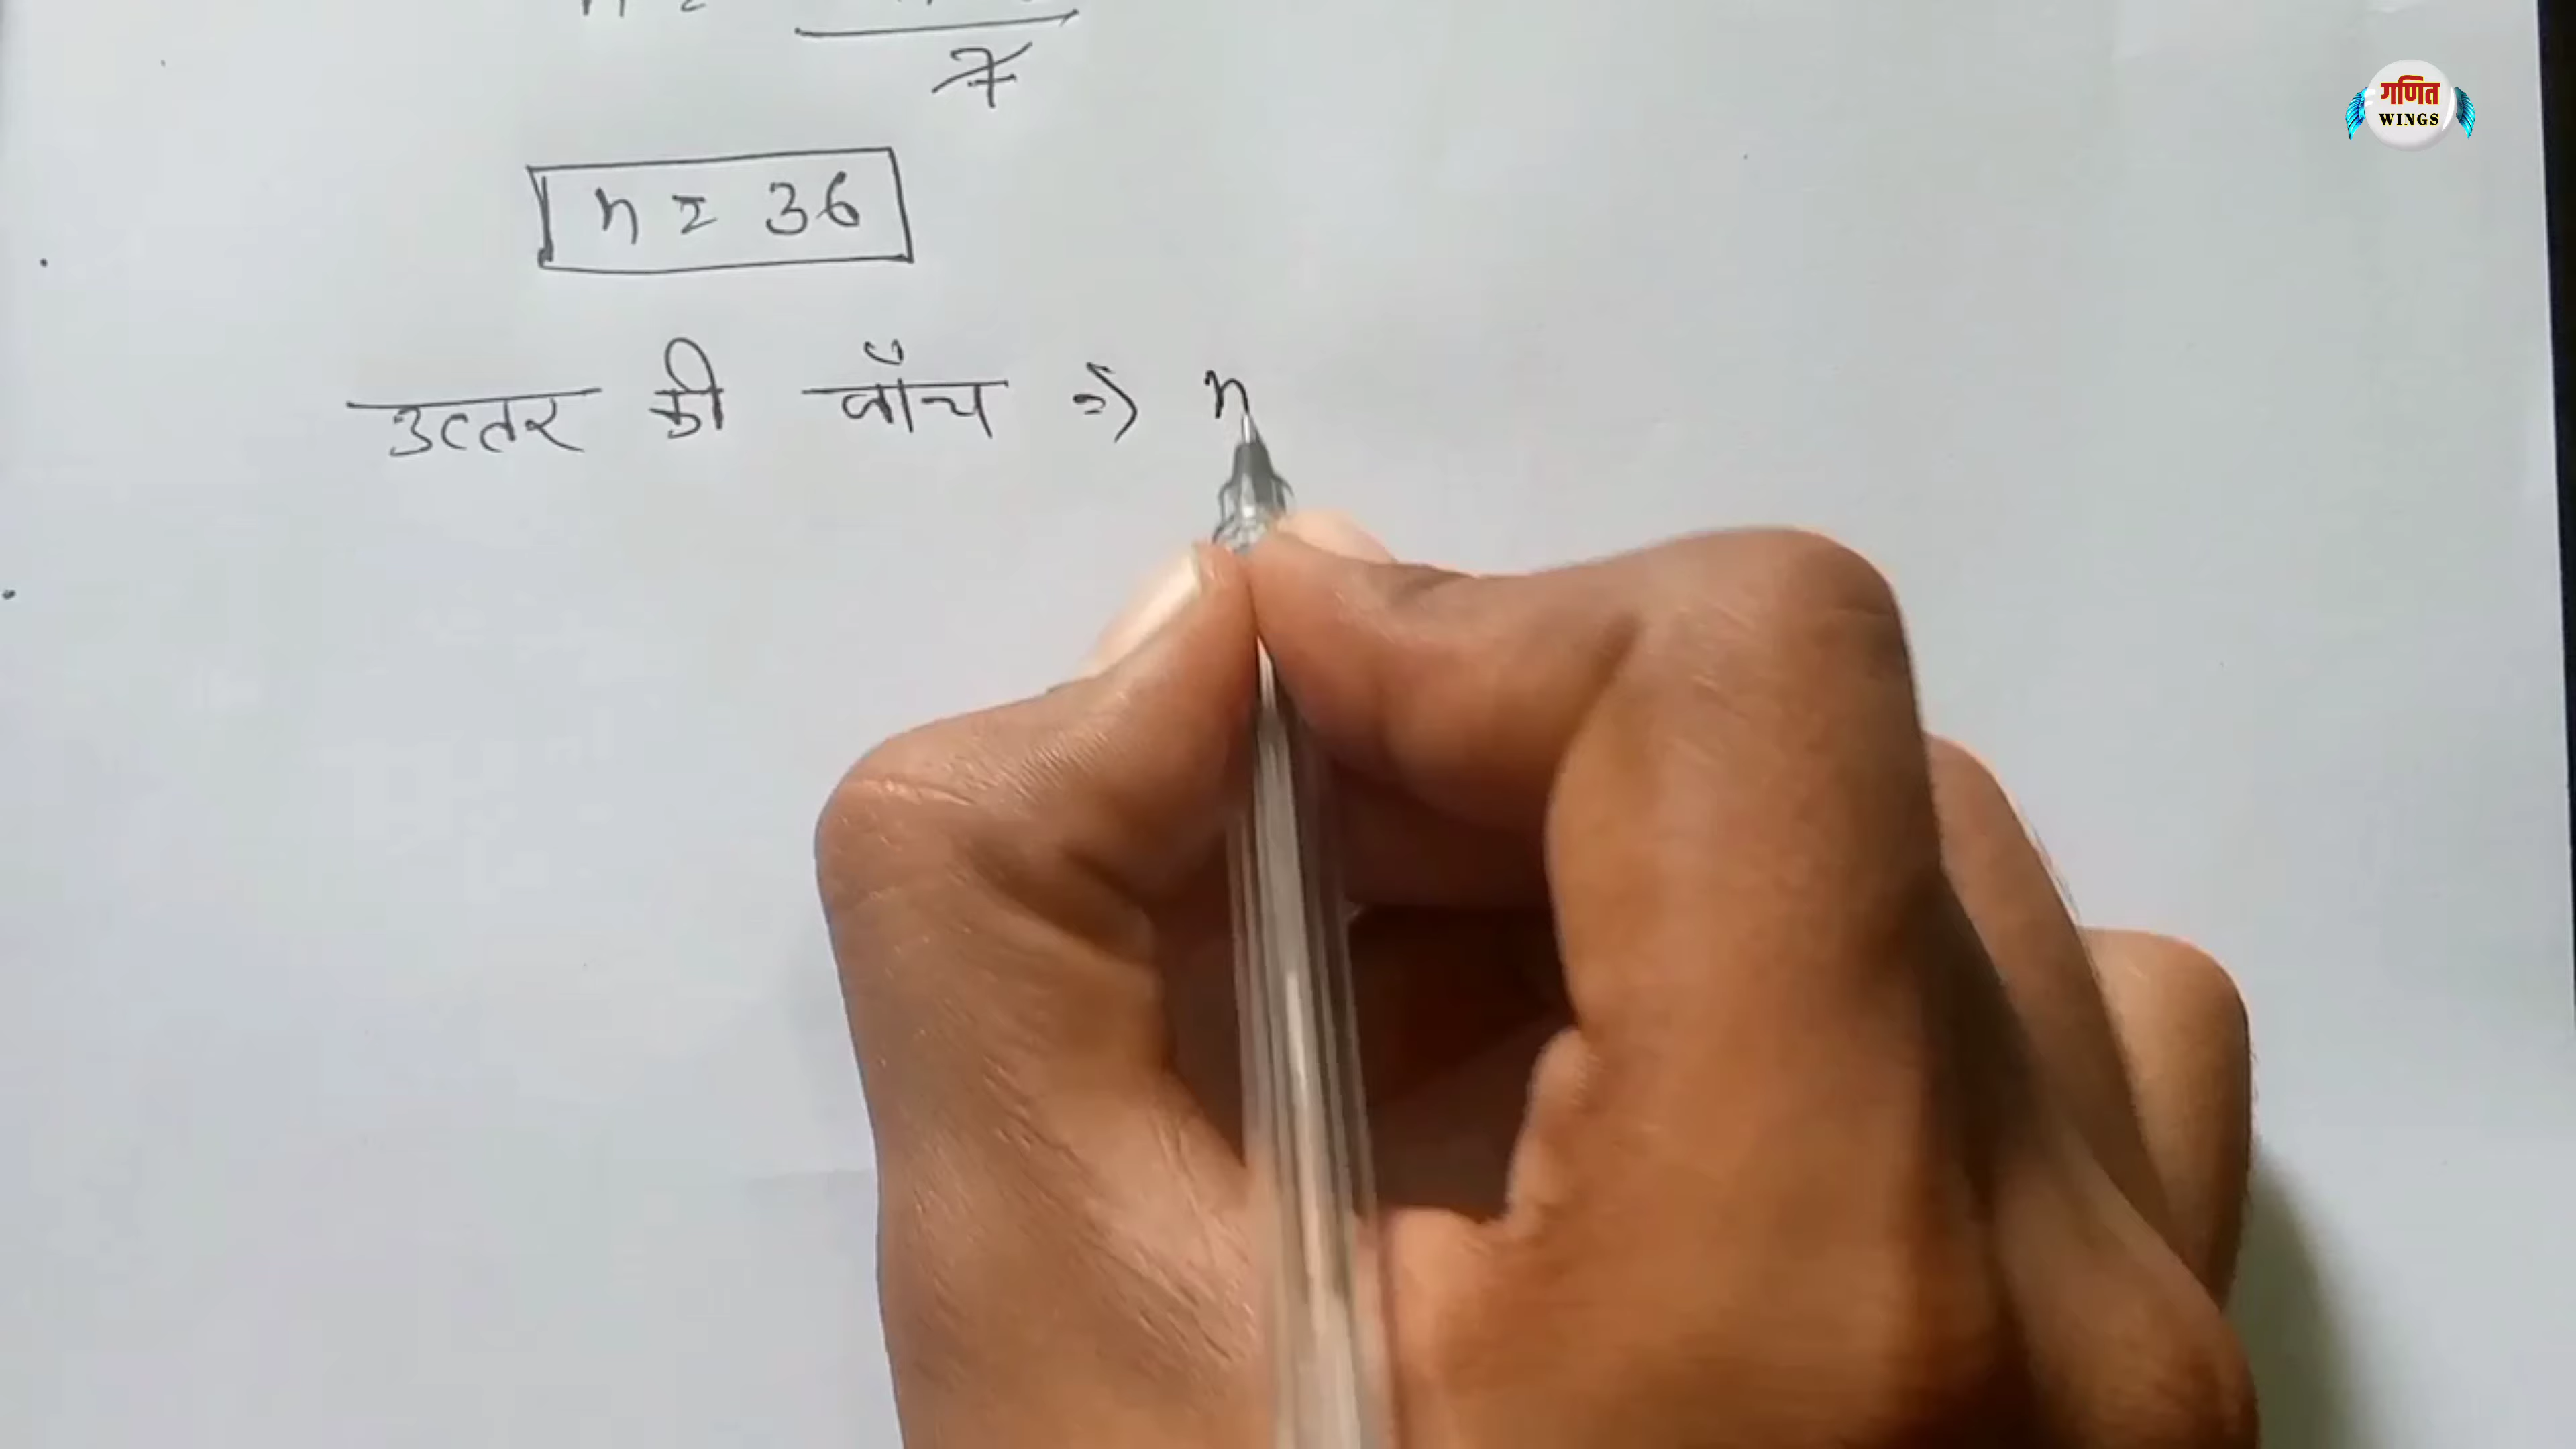 n =
7
गणित
WINGS
n = 36
उत्तर की जाँच => n